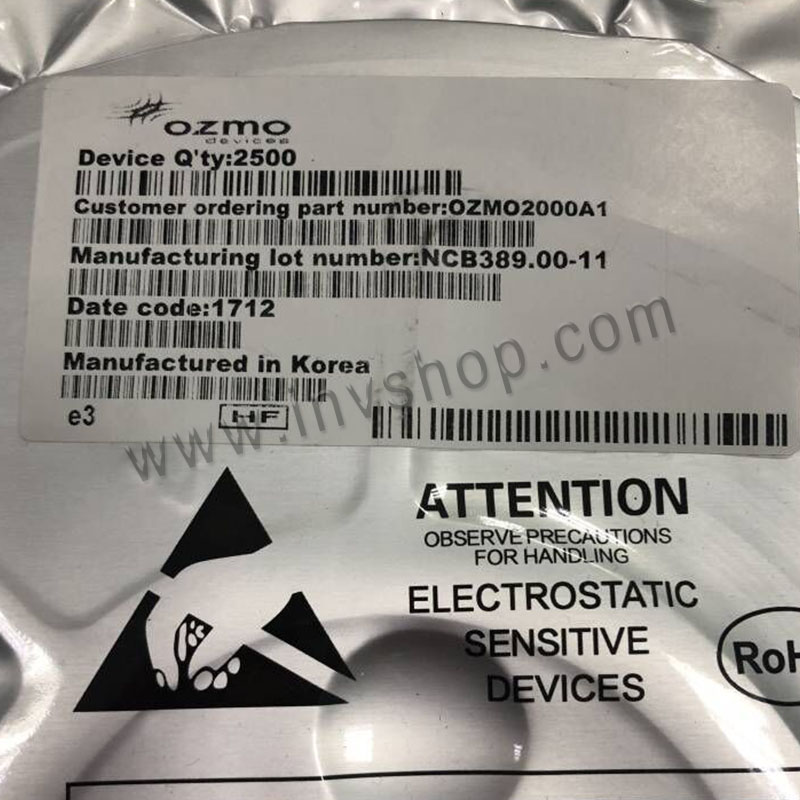 ozmo
devices
Device Q'ty:2500
Customer ordering part number:OZMO2000A1
Manufacturing lot number:NCB389.00-11
Date code:1712
Manufactured in Korea
e3
HF
www.invshop.com
ATTENTION
OBSERVE PRECAUTIONS
FOR HANDLING
ELECTROSTATIC
SENSITIVE
DEVICES
RoH